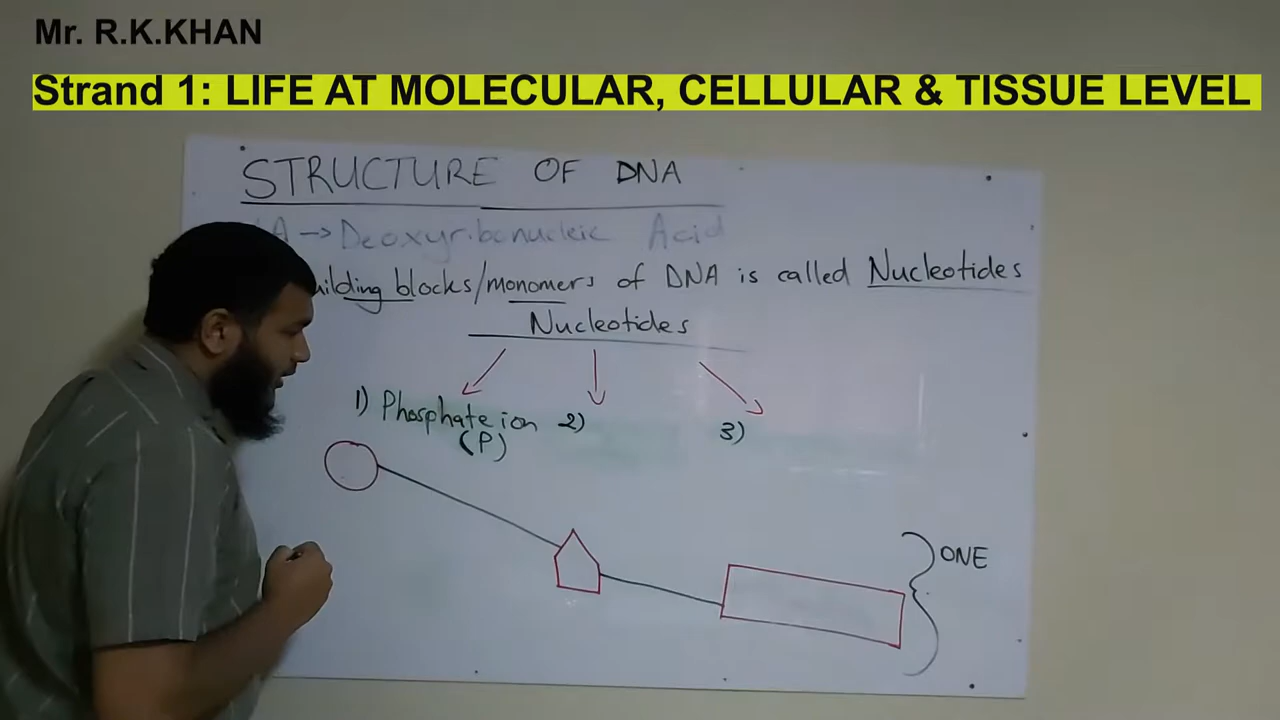 Mr. R.K.KHAN
Strand 1: LIFE AT MOLECULAR, CELLULAR & TISSUE LEVEL
STRUCTURE OF DNA
A → Deoxyribonucleic Acid
uilding blocks/monomers of DNA is called Nucleotides
Nucleotides
1) Phosphate ion 2) 3)
(P)
ONE